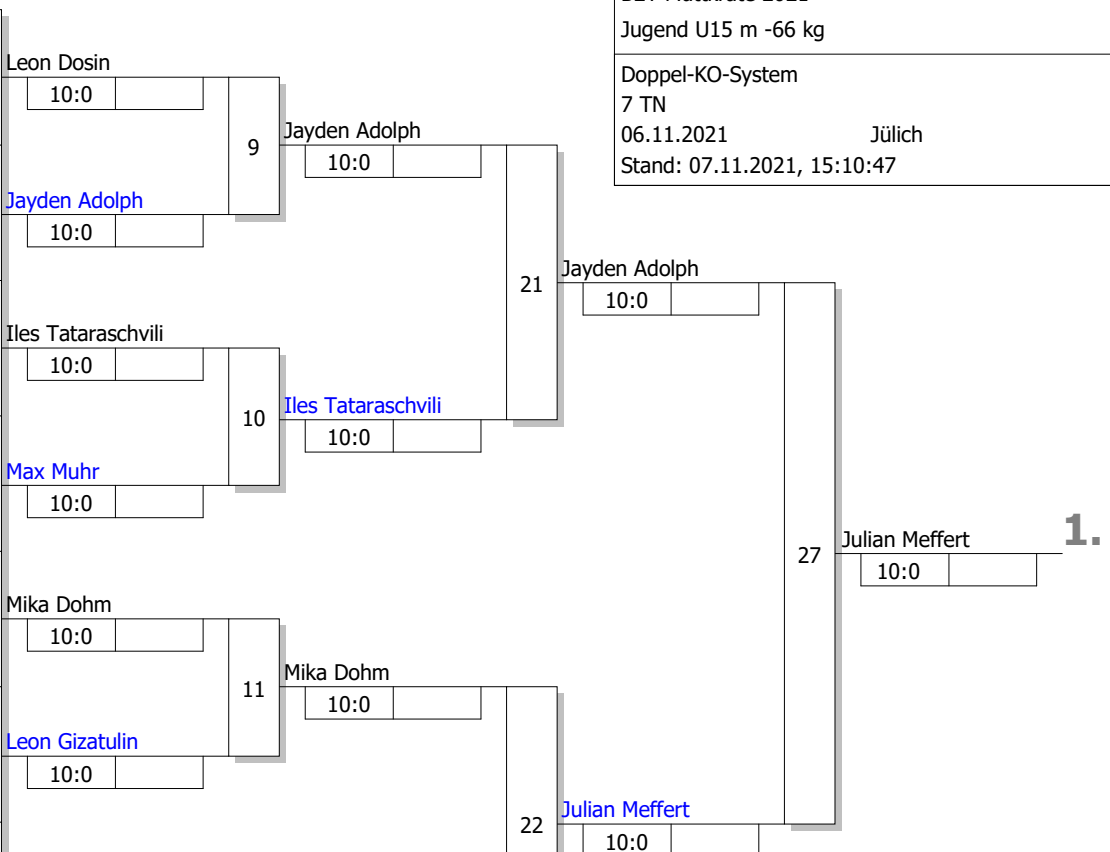 Jugend U15 m -66 kg
Doppel-KO-System
7 TN
06.11.2021 Jülich
Stand: 07.11.2021, 15:10:47
Leon Dosin
10:0
9
Jayden Adolph
10:0
Jayden Adolph
10:0
21
Jayden Adolph
10:0
Iles Tataraschvili
10:0
10
Iles Tataraschvili
10:0
Max Muhr
10:0
27
Julian Meffert
1.
10:0
Mika Dohm
10:0
11
Mika Dohm
10:0
Leon Gizatulin
10:0
22
Julian Meffert
10:0